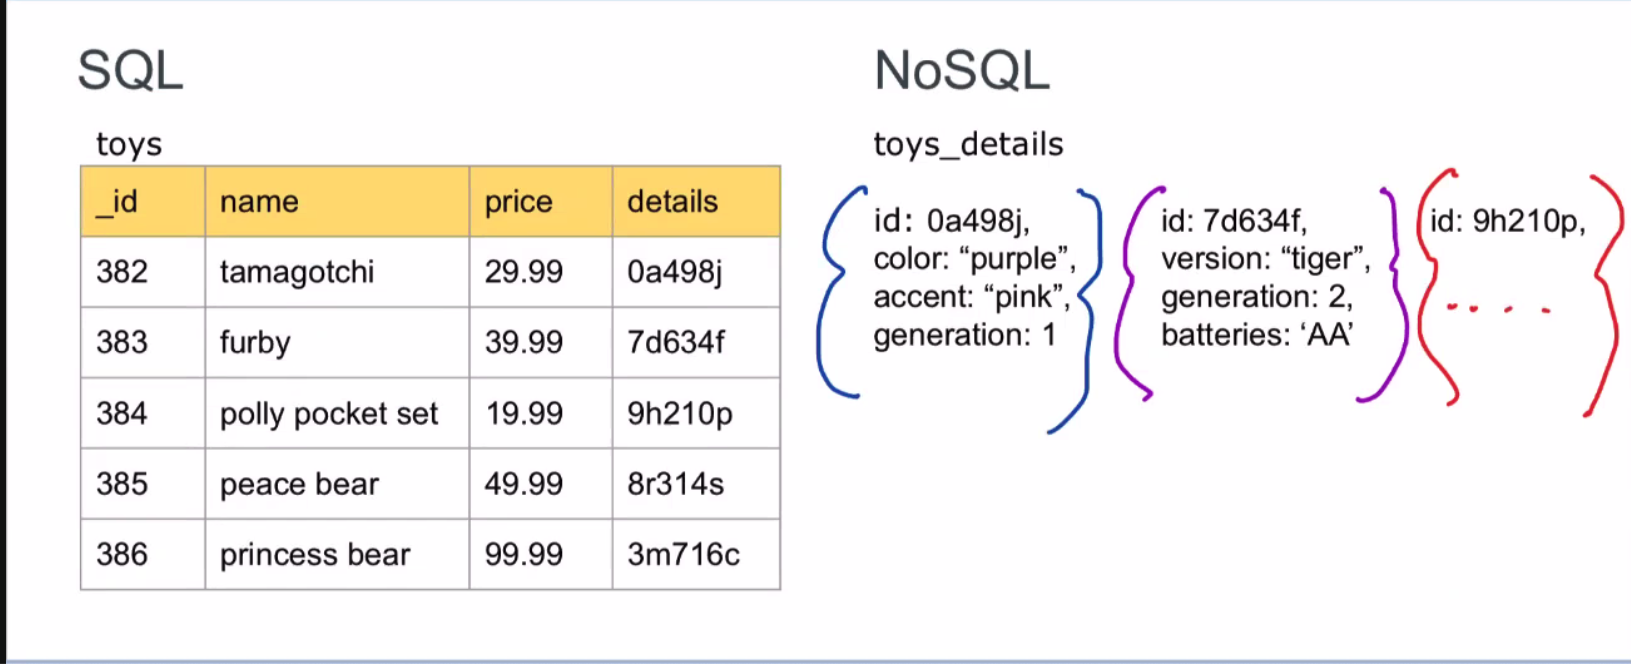 SQL
toys
_id name price details
382 tamagotchi 29.99 0a498j
383 furby 39.99 7d634f
384 polly pocket set 19.99 9h210p
385 peace bear 49.99 8r314s
386 princess bear 99.99 3m716c
NoSQL
toys_details
{ id: 0a498j,
color: “purple”,
accent: “pink”,
generation: 1 }
{ id: 7d634f,
version: “tiger”,
generation: 2,
batteries: ‘AA’ }
{ id: 9h210p,
. . . . }